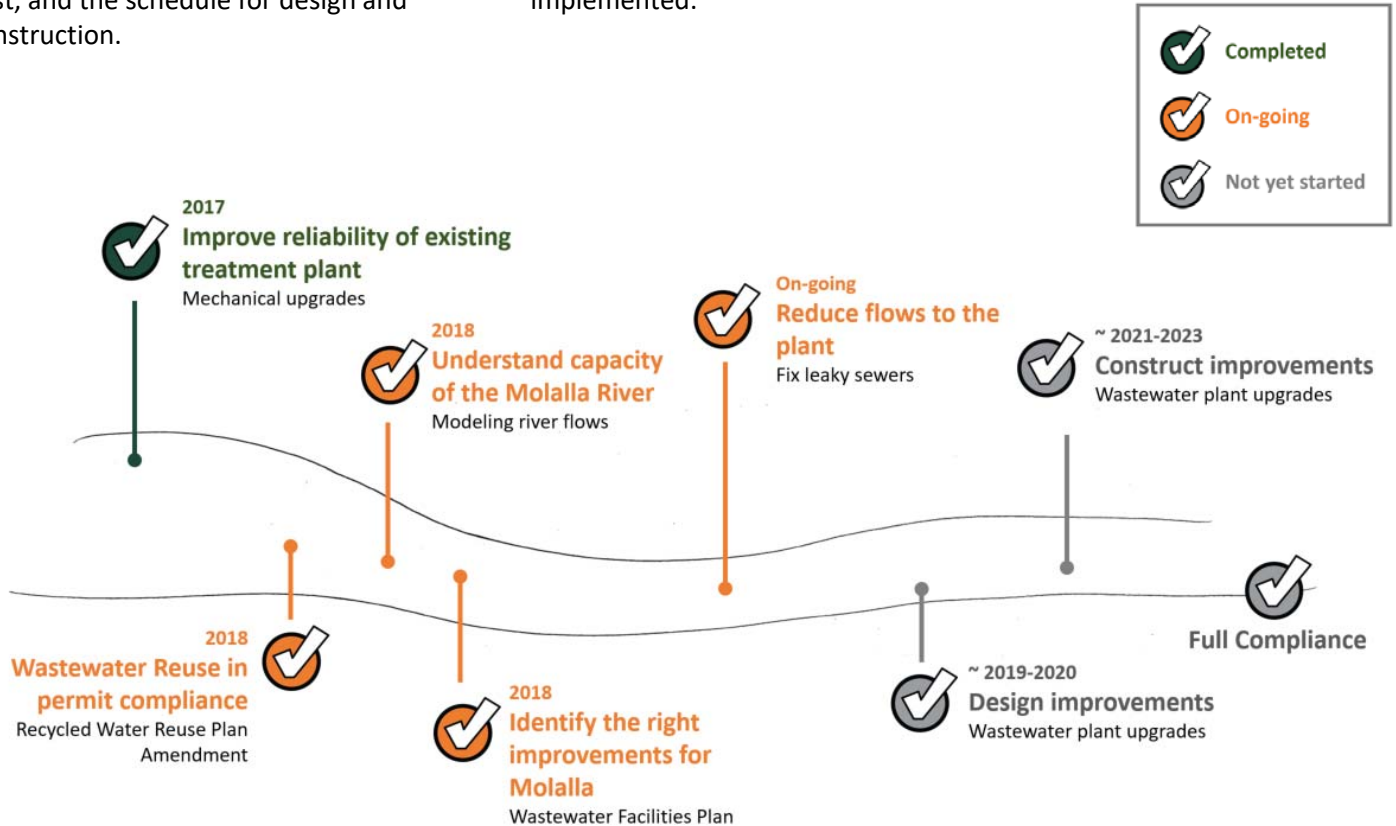 st, and the schedule for design and
nstruction.
implemented.
Completed
On-going
Not yet started
2017
Improve reliability of existing
treatment plant
Mechanical upgrades
2018
Understand capacity
of the Molalla River
Modeling river flows
On-going
Reduce flows to the
plant
Fix leaky sewers
~ 2021-2023
Construct improvements
Wastewater plant upgrades
2018
Wastewater Reuse in
permit compliance
Recycled Water Reuse Plan
Amendment
2018
Identify the right
improvements for
Molalla
Wastewater Facilities Plan
~ 2019-2020
Design improvements
Wastewater plant upgrades
Full Compliance